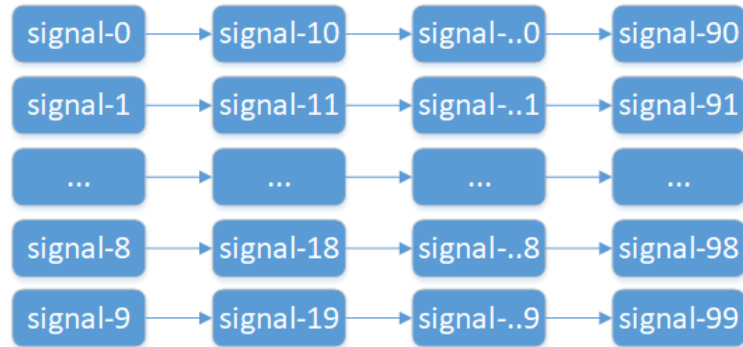 signal-0 signal-10 signal-..0 signal-90
signal-1 signal-11 signal-..1 signal-91
... ... ... ...
signal-8 signal-18 signal-..8 signal-98
signal-9 signal-19 signal-..9 signal-99